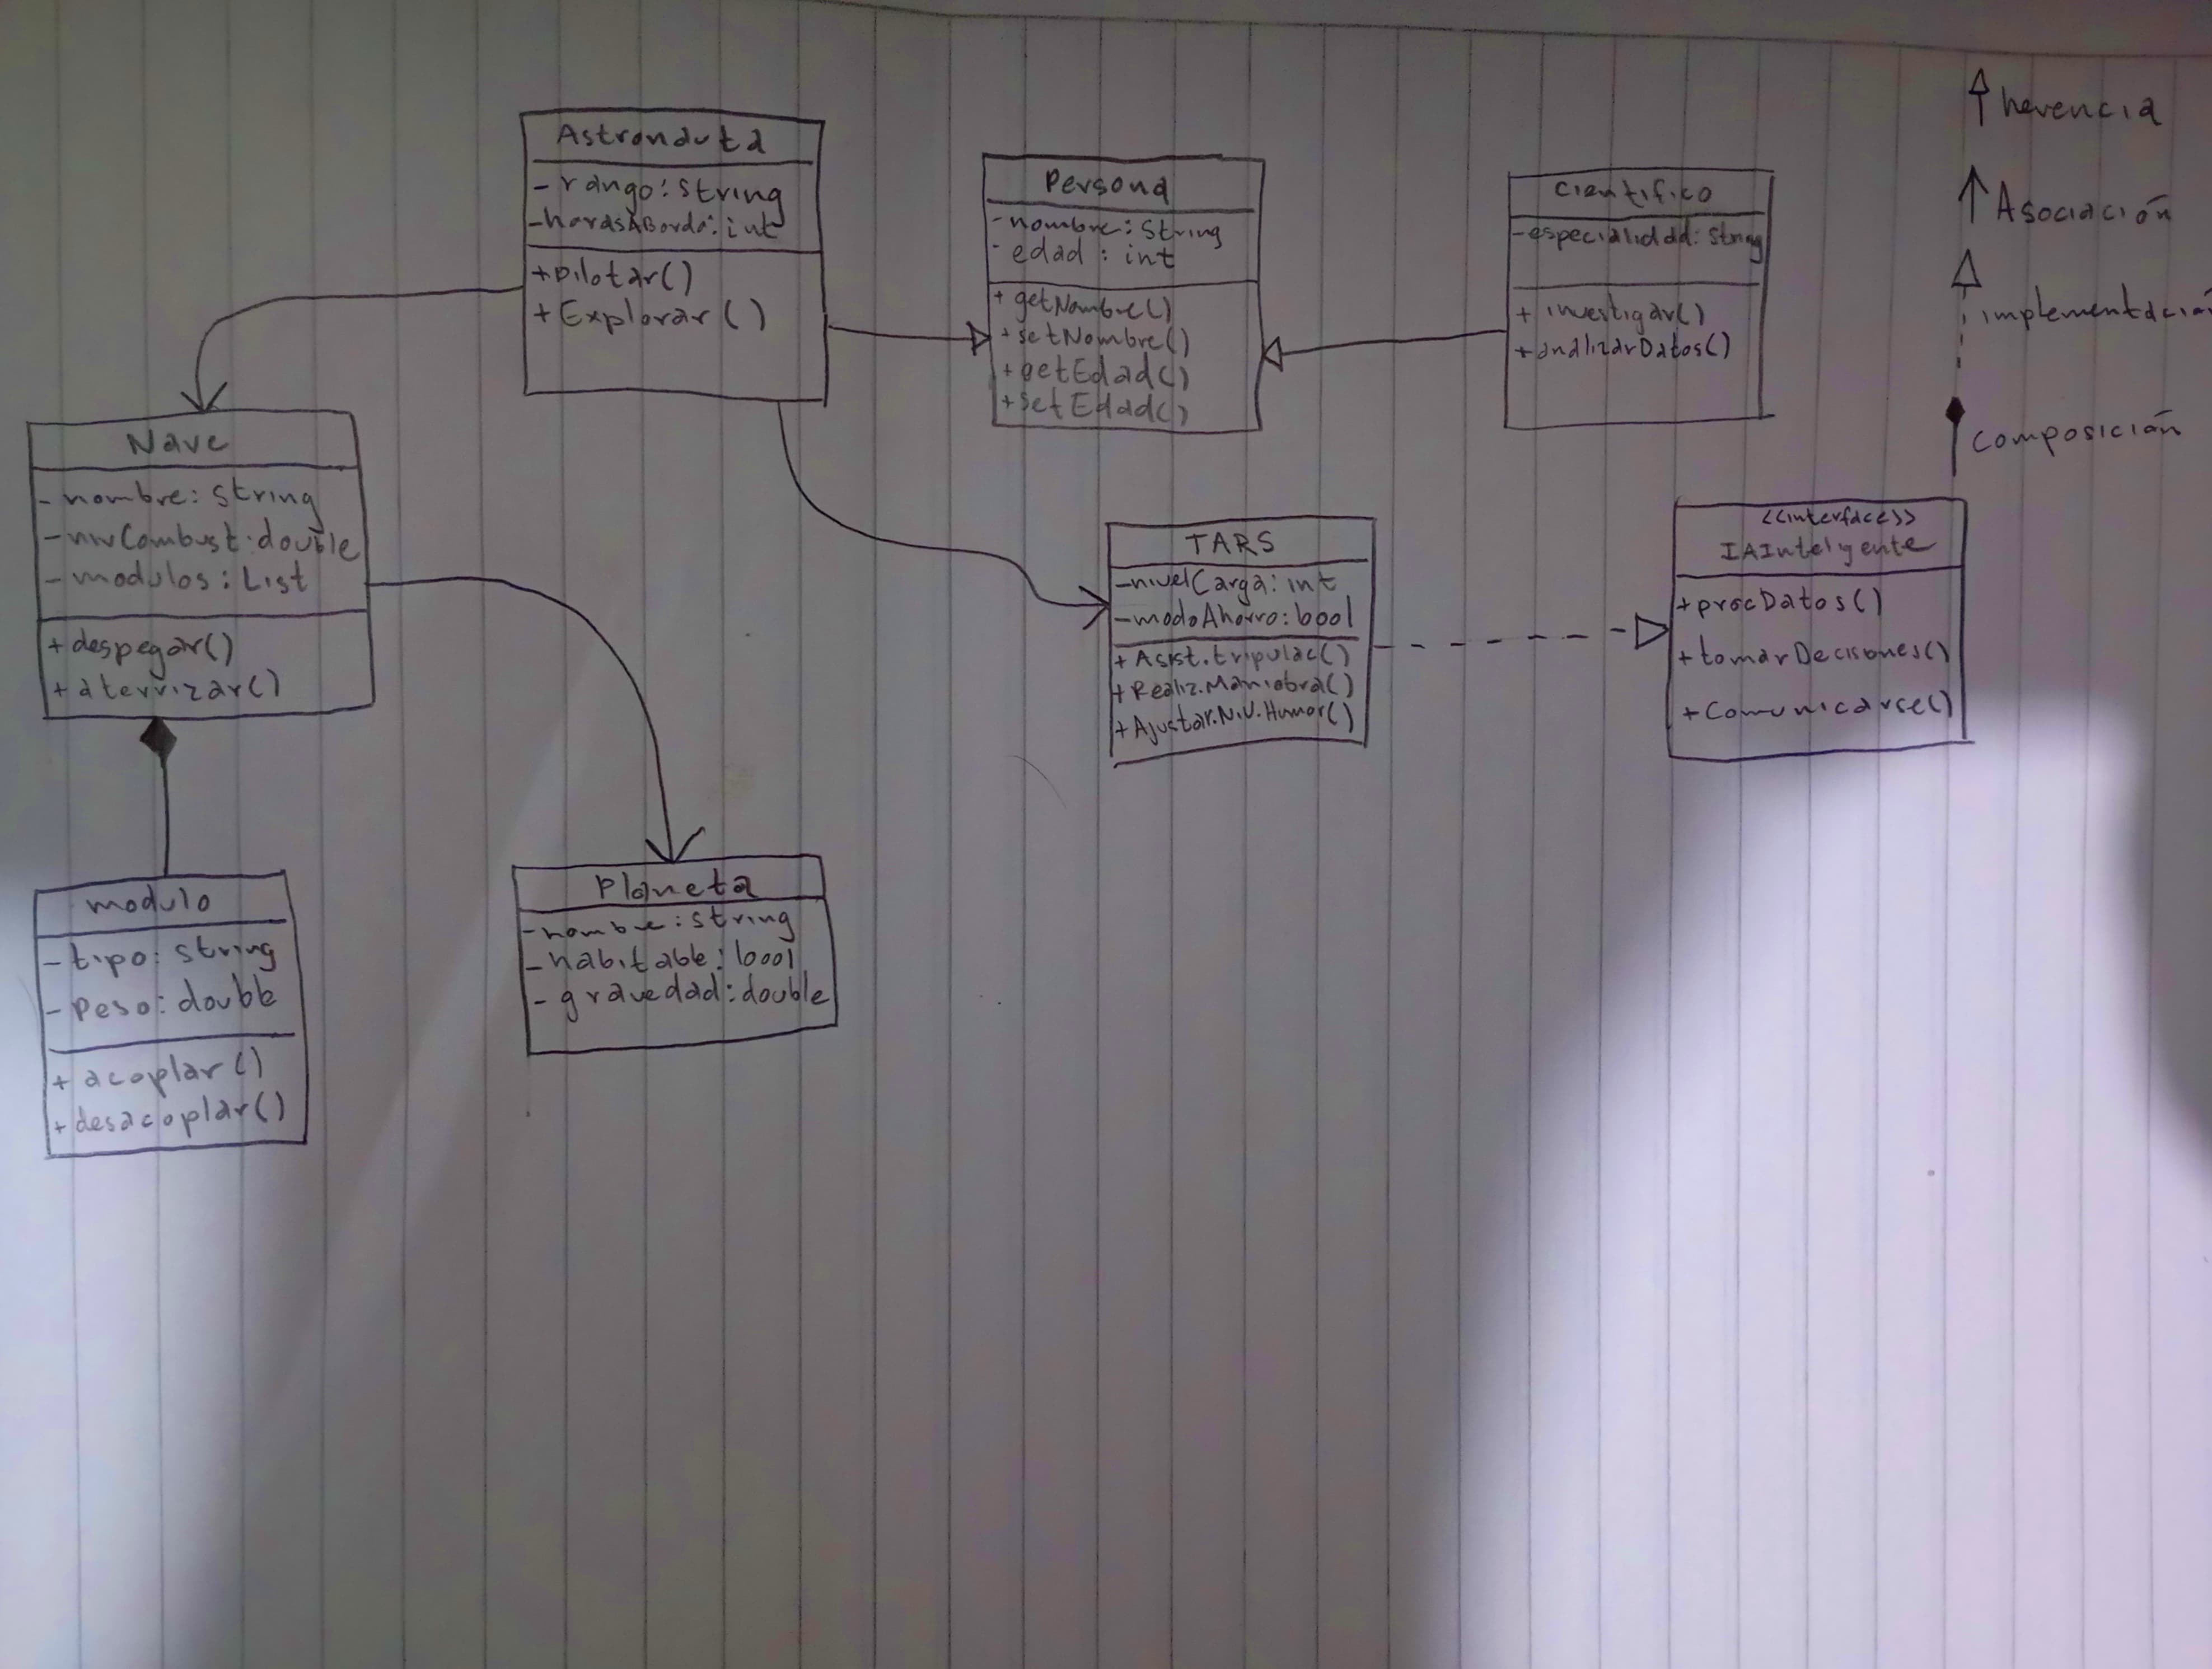 Astronauta
- rango: String
- horasABordo: int
+ pilotar()
+ Explorar()
Persona
- nombre: String
- edad : int
+ getNombre()
+ setNombre()
+ getEdad()
+ setEdad()
cientifico
- especialidad: String
+ investigar()
+ analizarDatos()
herencia
Asociación
implementación
composición
Nave
- nombre: String
- nivCombust: double
- modulos: List
+ despegar()
+ aterrizar()
TARS
- nivelCarga: int
- modoAhorro: bool
+ Asist.tripulac()
+ Realiz.Maniobra()
+ Ajustar.N.V.Humor()
<<interface>>
IAInteligente
+ procDatos()
+ tomarDecisiones()
+ Comunicarse()
modulo
- tipo: String
- Peso: double
+ acoplar()
+ desacoplar()
Planeta
- nombre: String
- habitable: bool
- gravedad: double